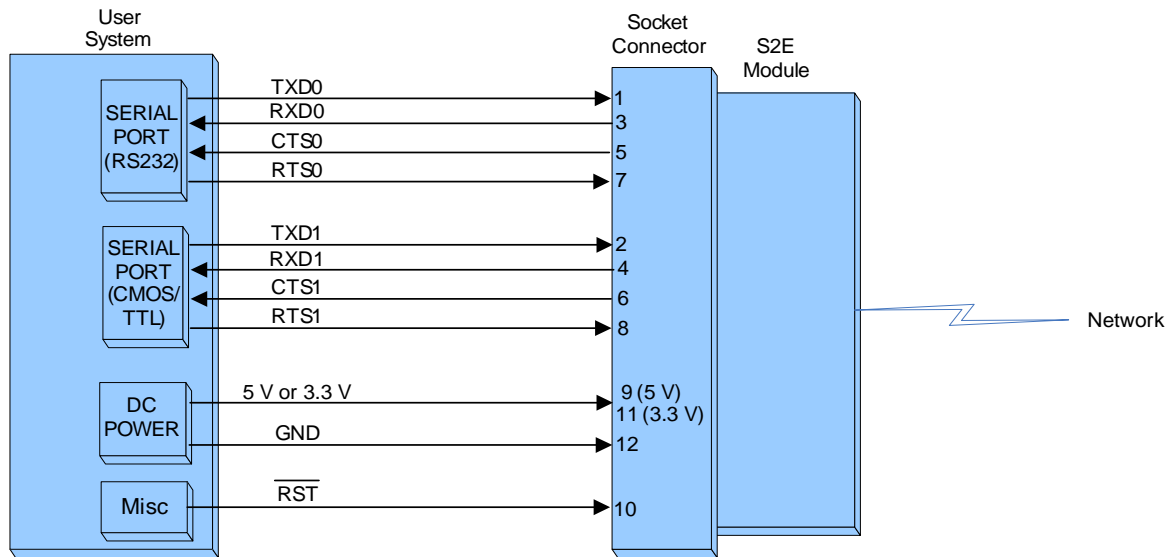 User
System
Socket
Connector
S2E
Module
SERIAL
PORT
(RS232)
TXD0
1
RXD0
3
CTS0
5
RTS0
7
SERIAL
PORT
(CMOS/
TTL)
TXD1
2
RXD1
4
CTS1
6
RTS1
8
Network
DC
POWER
5 V or 3.3 V
9 (5 V)
11 (3.3 V)
GND
12
Misc
RST
10